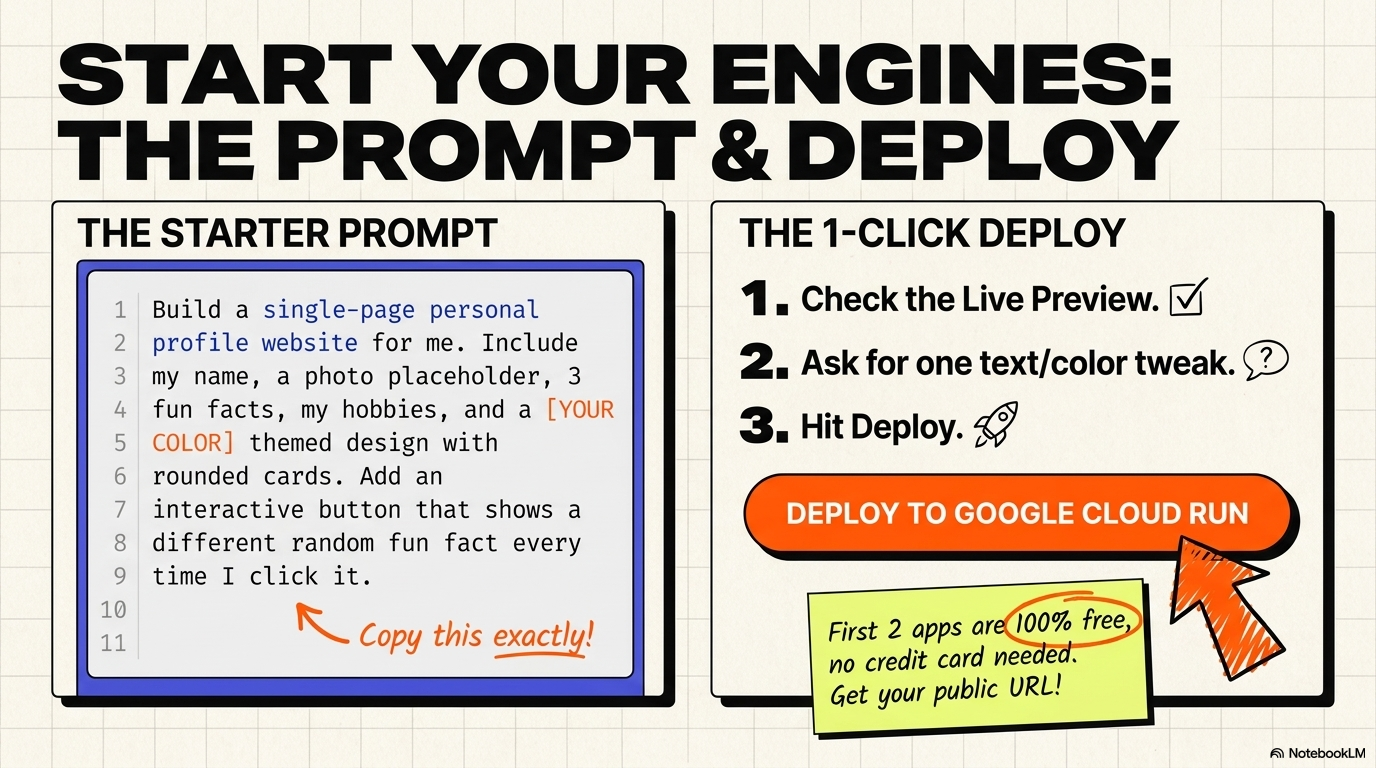 START YOUR ENGINES:
THE PROMPT & DEPLOY
THE STARTER PROMPT
1 Build a single-page personal
2 profile website for me. Include
3 my name, a photo placeholder, 3
4 fun facts, my hobbies, and a [YOUR
5 COLOR] themed design with
6 rounded cards. Add an
7 interactive button that shows a
8 different random fun fact every
9 time I click it.
10
11
Copy this exactly!
THE 1-CLICK DEPLOY
1. Check the Live Preview.
2. Ask for one text/color tweak. ?
3. Hit Deploy.
DEPLOY TO GOOGLE CLOUD RUN
First 2 apps are 100% free,
no credit card needed.
Get your public URL!
NotebookLM